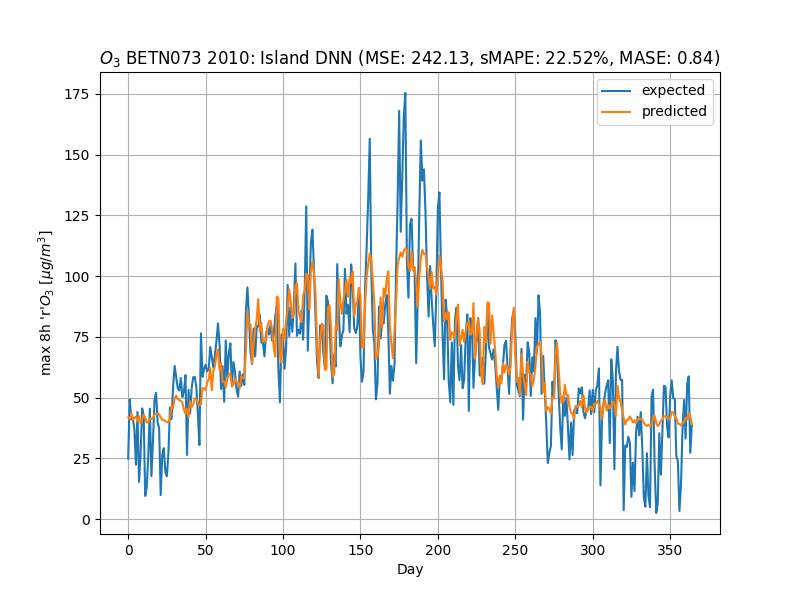 O3 BETN073 2010: Island DNN (MSE: 242.13, sMAPE: 22.52%, MASE: 0.84)
expected
predicted
max 8h 'r'O3 [μg/m3]
175
150
125
100
75
50
25
0
0 50 100 150 200 250 300 350
Day